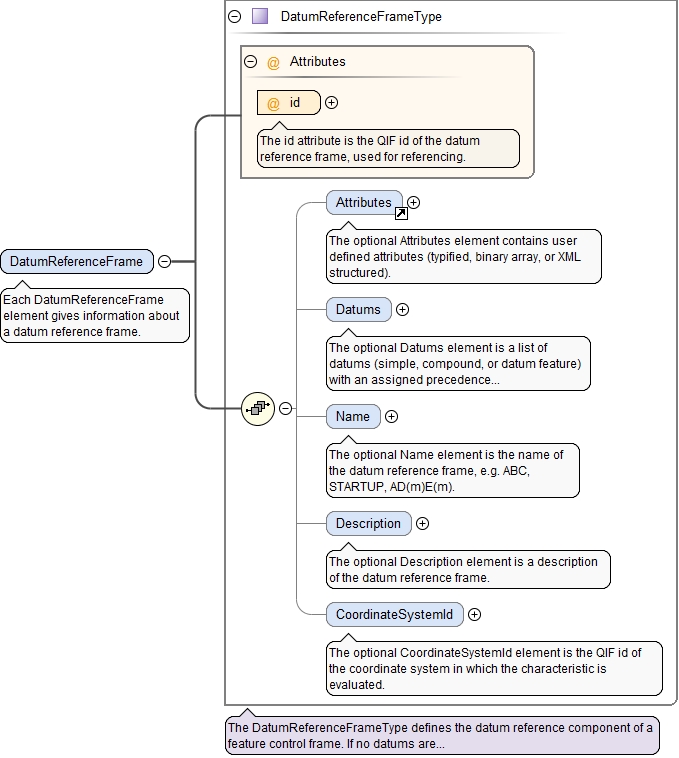 DatumReferenceFrameType
@ Attributes
@ id
The id attribute is the QIF id of the datum
reference frame, used for referencing.
DatumReferenceFrame
Each DatumReferenceFrame
element gives information about
a datum reference frame.
Attributes
The optional Attributes element contains user
defined attributes (typified, binary array, or XML
structured).
Datums
The optional Datums element is a list of
datums (simple, compound, or datum feature)
with an assigned precedence...
Name
The optional Name element is the name of
the datum reference frame, e.g. ABC,
STARTUP, AD(m)E(m).
Description
The optional Description element is a description
of the datum reference frame.
CoordinateSystemId
The optional CoordinateSystemId element is the QIF id of
the coordinate system in which the characteristic is
evaluated.
The DatumReferenceFrameType defines the datum reference component of a
feature control frame. If no datums are...